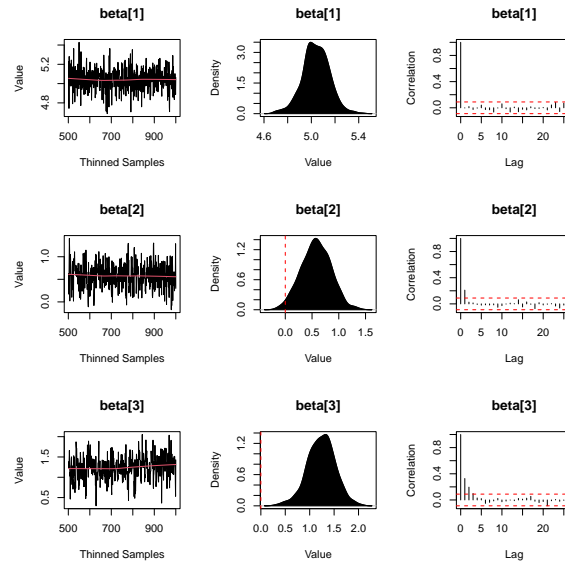 beta[1] beta[1] beta[1]
Value
4.8 5.2
500 700 900
Thinned Samples
Density
0.0 1.5 3.0
4.6 5.0 5.4
Value
Correlation
0.0 0.4 0.8
0 5 10 20
Lag
beta[2] beta[2] beta[2]
Value
0.0 1.0
500 700 900
Thinned Samples
Density
0.0 0.6 1.2
0.0 0.5 1.0 1.5
Value
Correlation
0.0 0.4 0.8
0 5 10 20
Lag
beta[3] beta[3] beta[3]
Value
0.5 1.5
500 700 900
Thinned Samples
Density
0.0 0.6 1.2
0.0 0.5 1.0 1.5 2.0
Value
Correlation
0.0 0.4 0.8
0 5 10 20
Lag